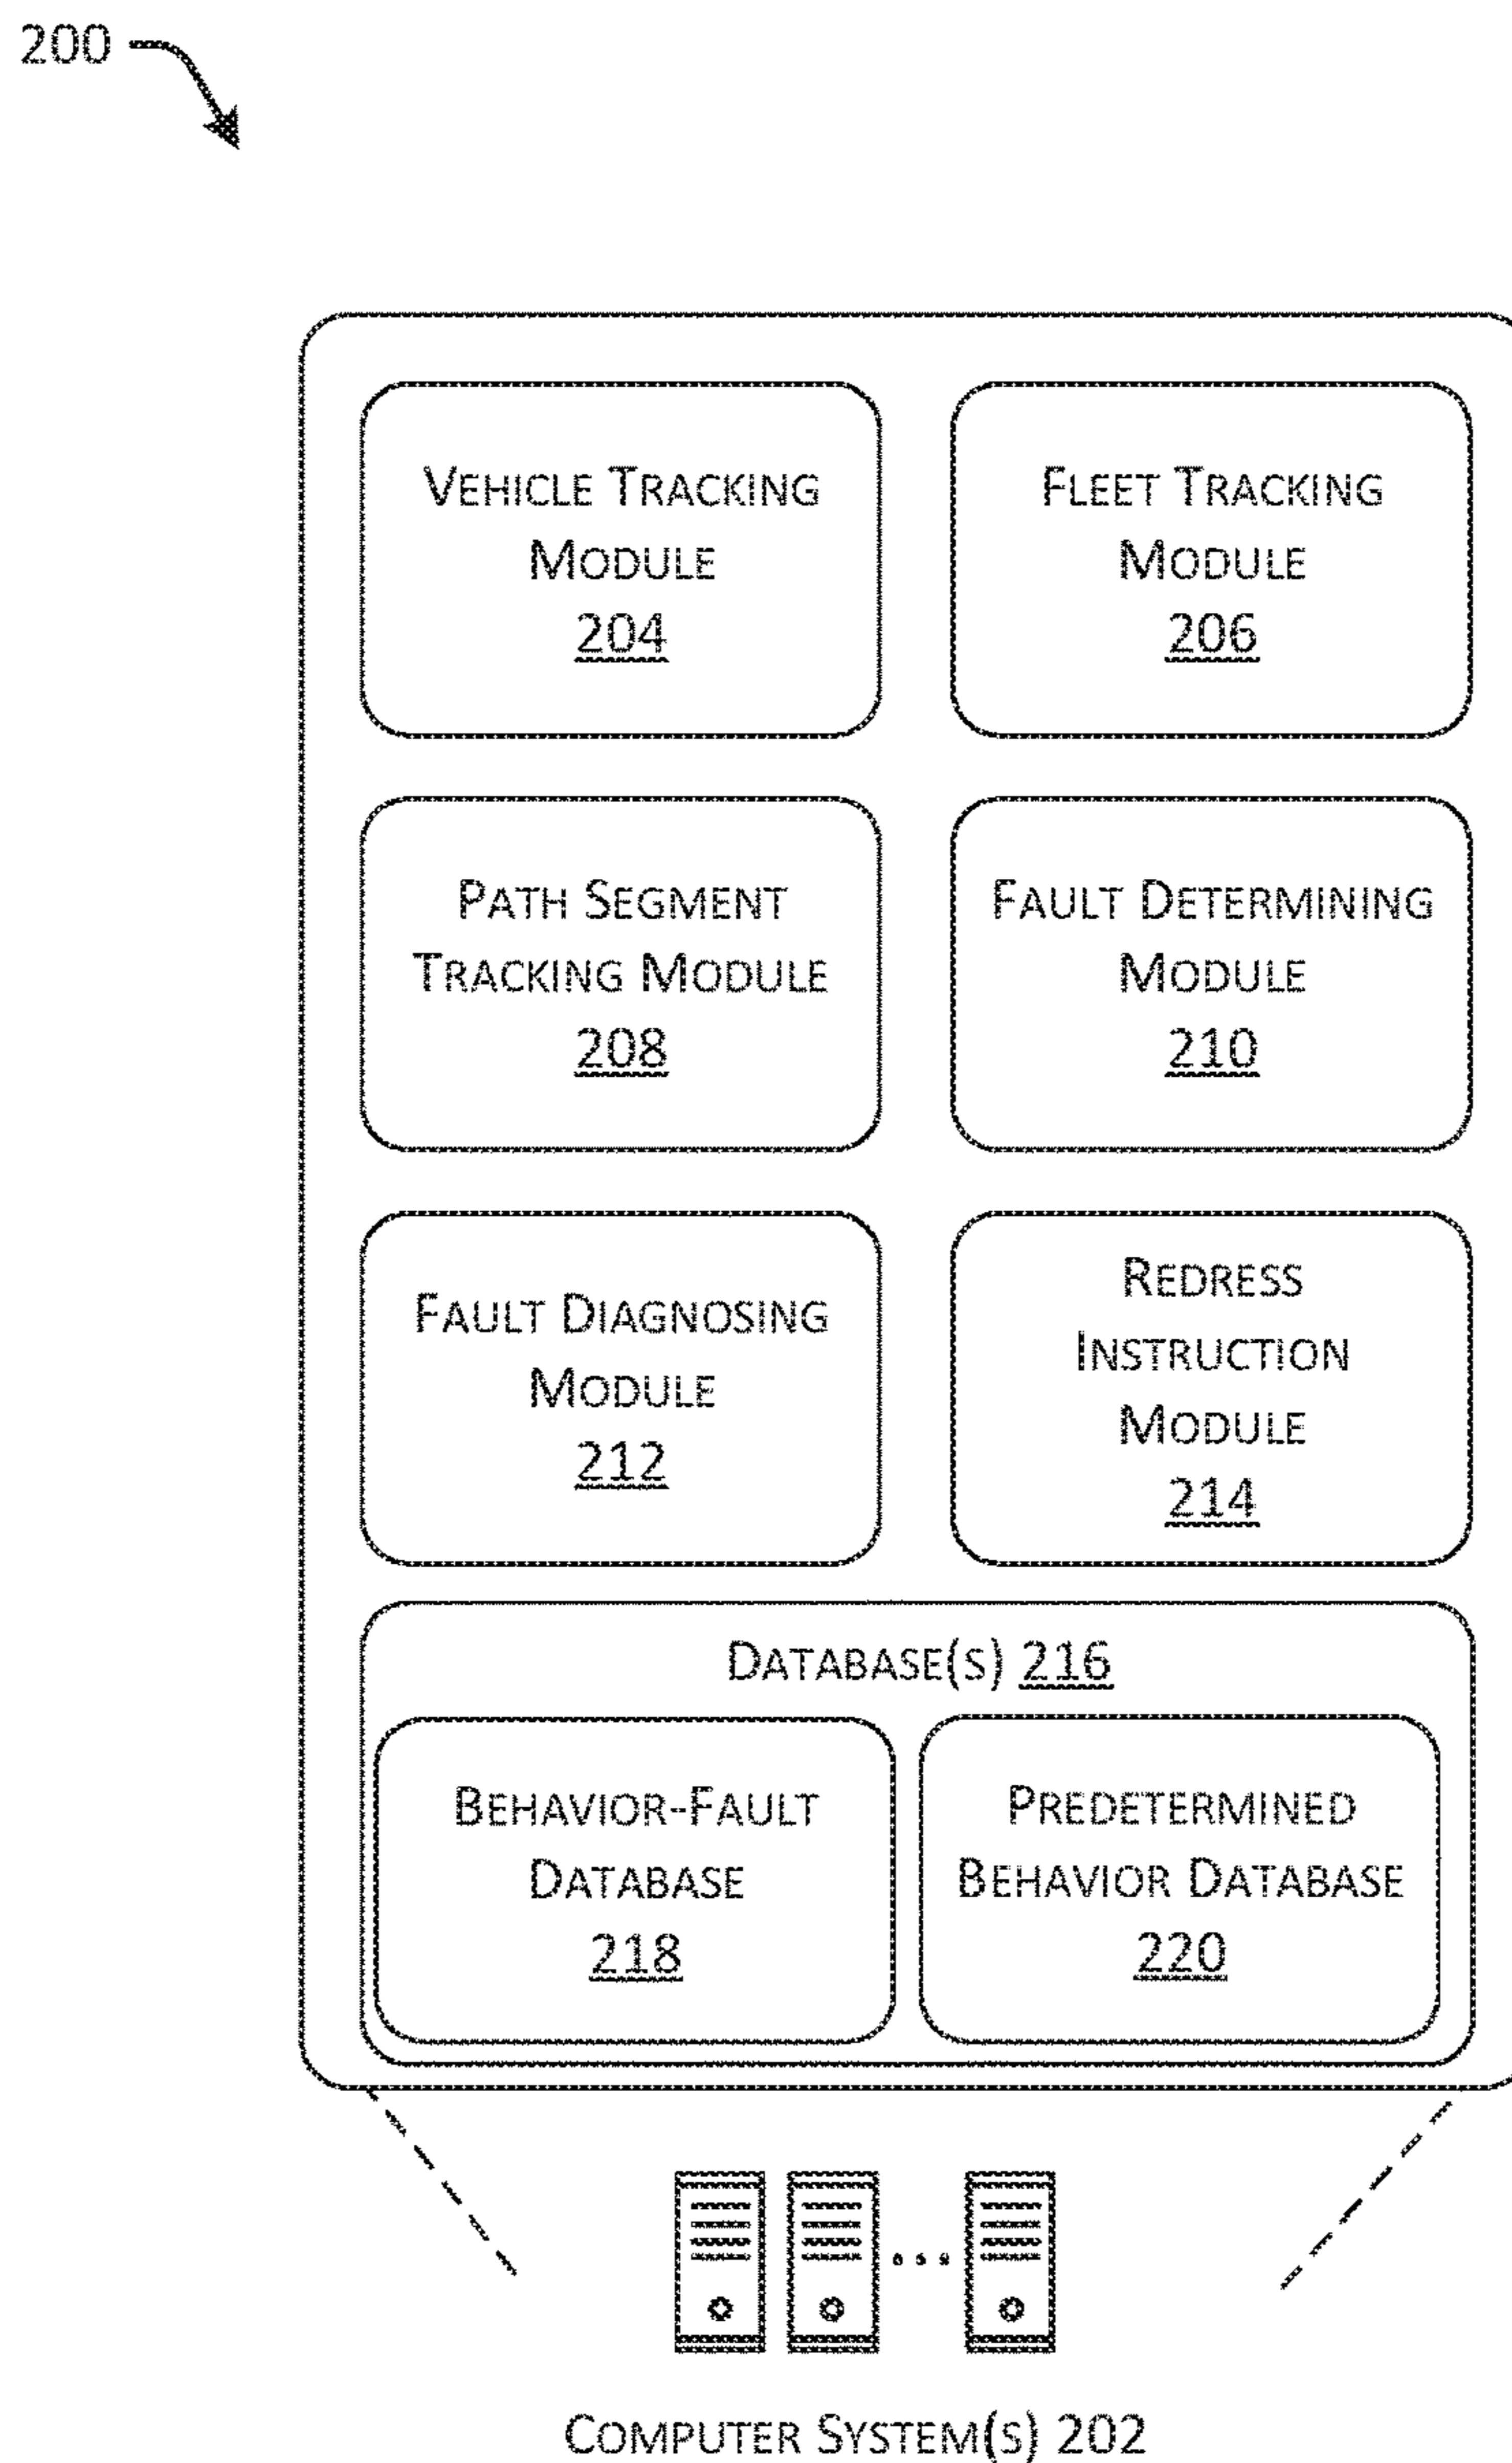 200
VEHICLE TRACKING
MODULE
204
FLEET TRACKING
MODULE
206
PATH SEGMENT
TRACKING MODULE
208
FAULT DETERMINING
MODULE
210
FAULT DIAGNOSING
MODULE
212
REDRESS
INSTRUCTION
MODULE
214
DATABASE(S) 216
BEHAVIOR-FAULT
DATABASE
218
PREDETERMINED
BEHAVIOR DATABASE
220
COMPUTER SYSTEM(S) 202